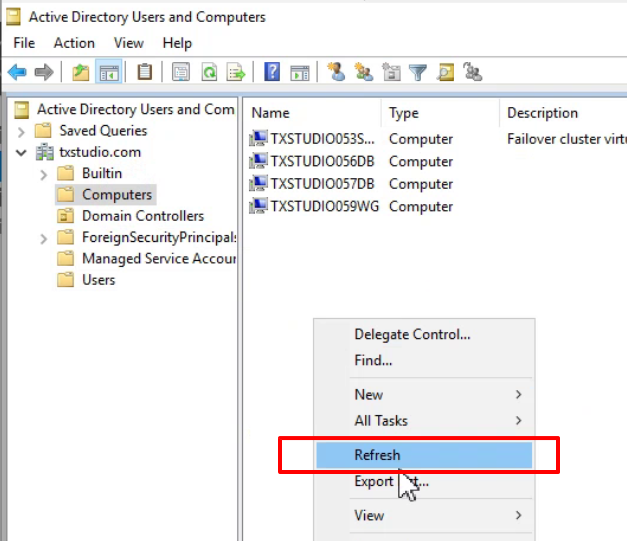 Active Directory Users and Computers
File Action View Help
Active Directory Users and Com
Saved Queries
txstudio.com
Builtin
Computers
Domain Controllers
ForeignSecurityPrincipals
Managed Service Accour
Users
Name Type Description
TXSTUDIO053S... Computer Failover cluster virtu
TXSTUDIO056DB Computer
TXSTUDIO057DB Computer
TXSTUDIO059WG Computer
Delegate Control...
Find...
New
All Tasks
Refresh
Export
View